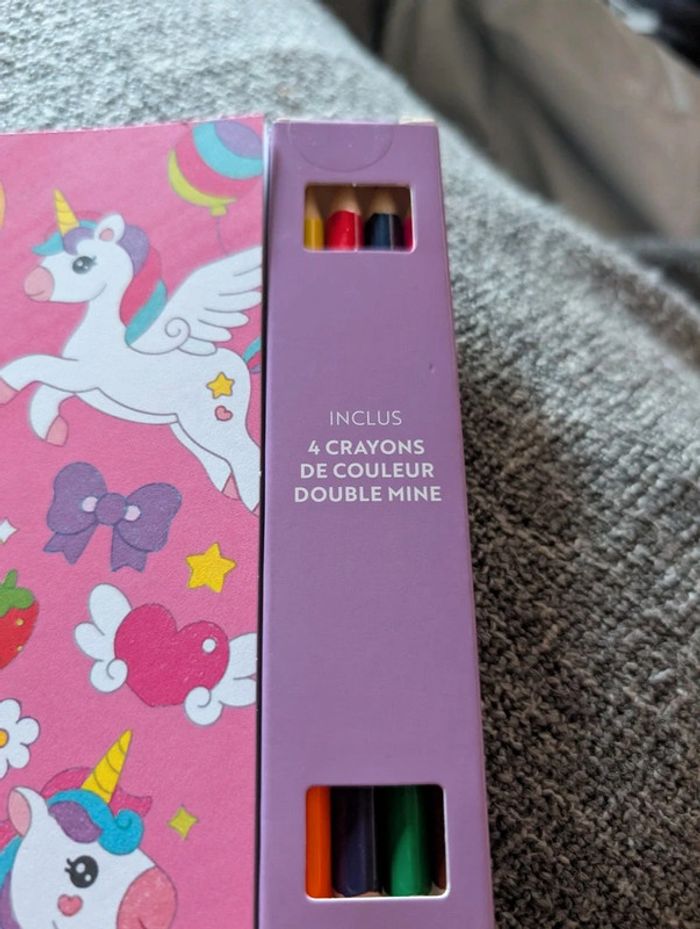 INCLUS
4 CRAYONS
DE COULEUR
DOUBLE MINE